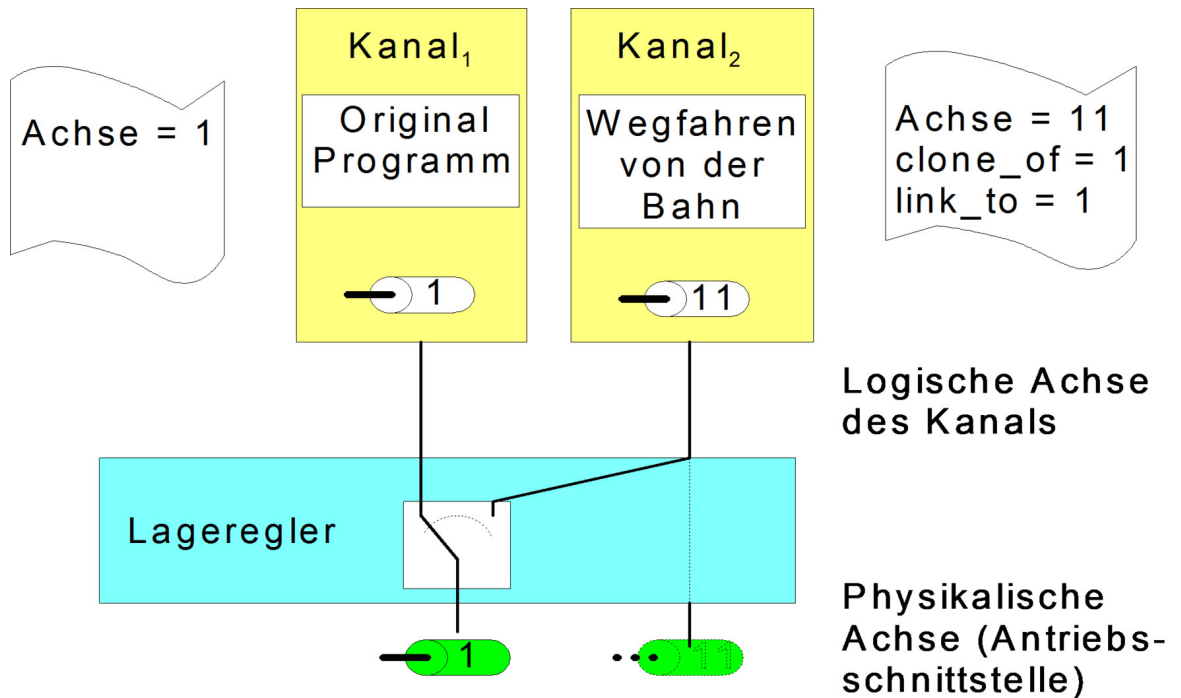 Kanal₁
Kanal₂
Achse = 1
Original
Programm
Wegfahren
von der
Bahn
Achse = 11
clone_of = 1
link_to = 1
1
11
Logische Achse
des Kanals
Lageregler
Physikalische
Achse (Antriebs-
schnittstelle)
1
11